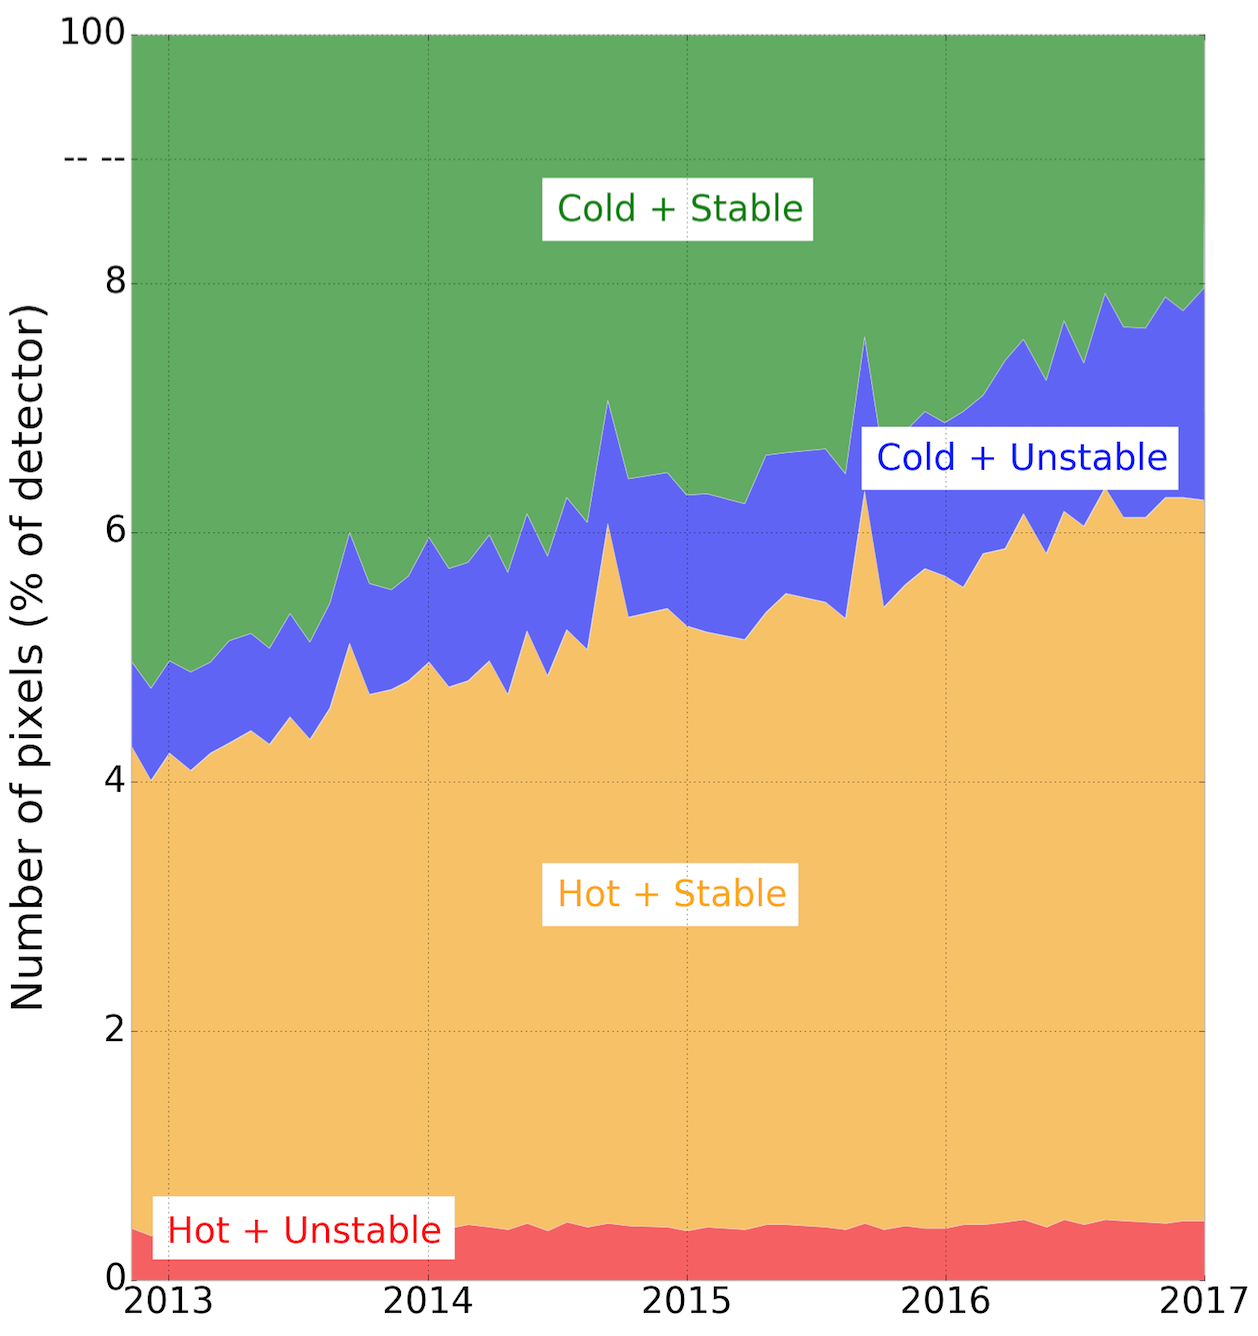 100
-- --
Cold + Stable
8
Cold + Unstable
6
Number of pixels (% of detector)
4
Hot + Stable
2
Hot + Unstable
0
2013 2014 2015 2016 2017